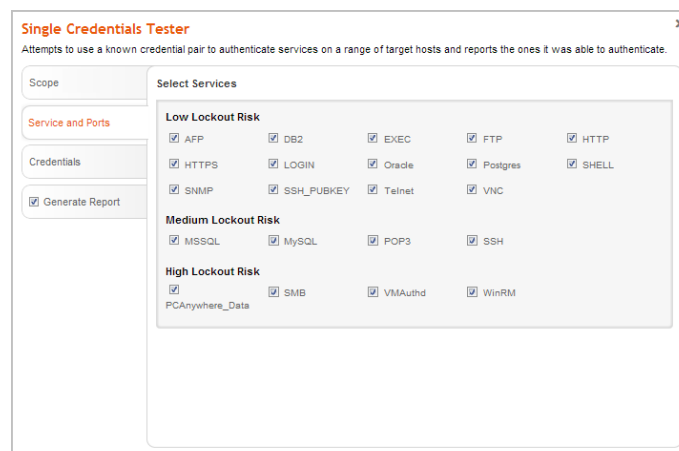 Single Credentials Tester
Attempts to use a known credential pair to authenticate services on a range of target hosts and reports the ones it was able to authenticate.
Scope
Service and Ports
Credentials
Generate Report
Select Services
Low Lockout Risk
AFP DB2 EXEC FTP HTTP
HTTPS LOGIN Oracle Postgres SHELL
SNMP SSH_PUBKEY Telnet VNC
Medium Lockout Risk
MSSQL MySQL POP3 SSH
High Lockout Risk
PCAnywhere_Data SMB VMAuthd WinRM